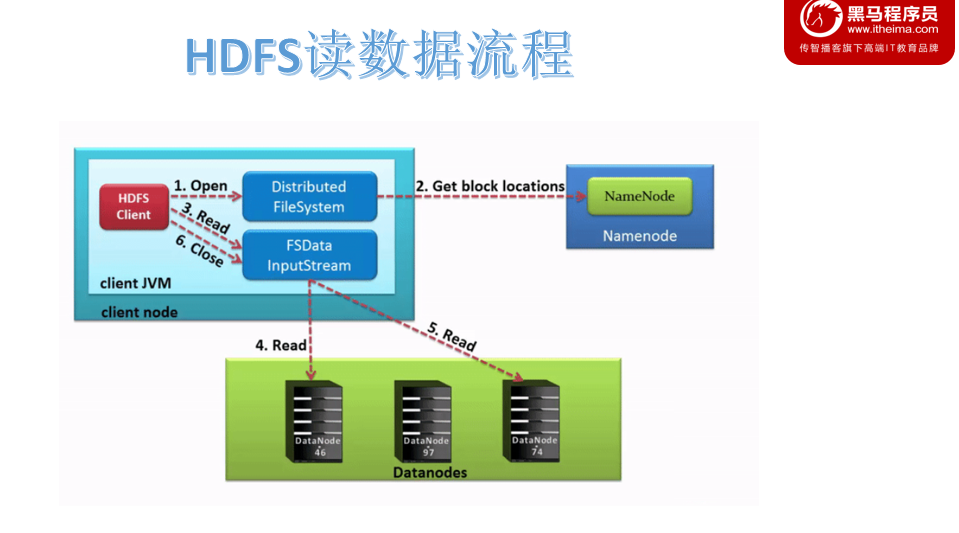 HDFS读数据流程
黑马程序员
www.itheima.com
传智播客旗下高端IT教育品牌
HDFS
Client
1. Open
3. Read
6. Close
Distributed
FileSystem
FSData
InputStream
client JVM
client node
2. Get block locations
NameNode
Namenode
4. Read
5. Read
DataNode
46
DataNode
97
DataNode
74
Datanodes